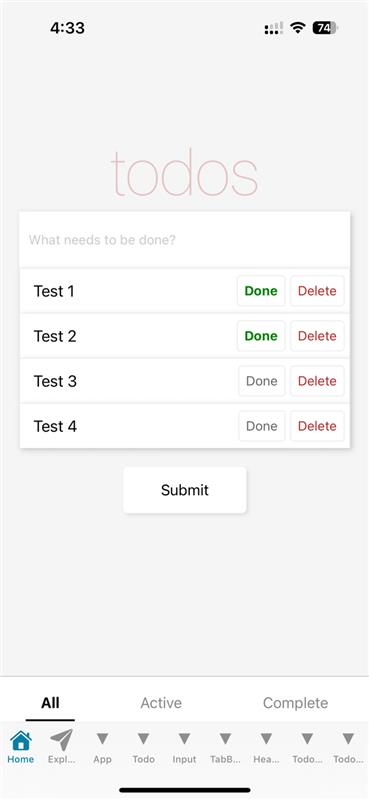 4:33 74
todos
What needs to be done?
Test 1 Done Delete
Test 2 Done Delete
Test 3 Done Delete
Test 4 Done Delete
Submit
All Active Complete
Home Expl... App Todo Input TabB... Hea... Todo... Todo...